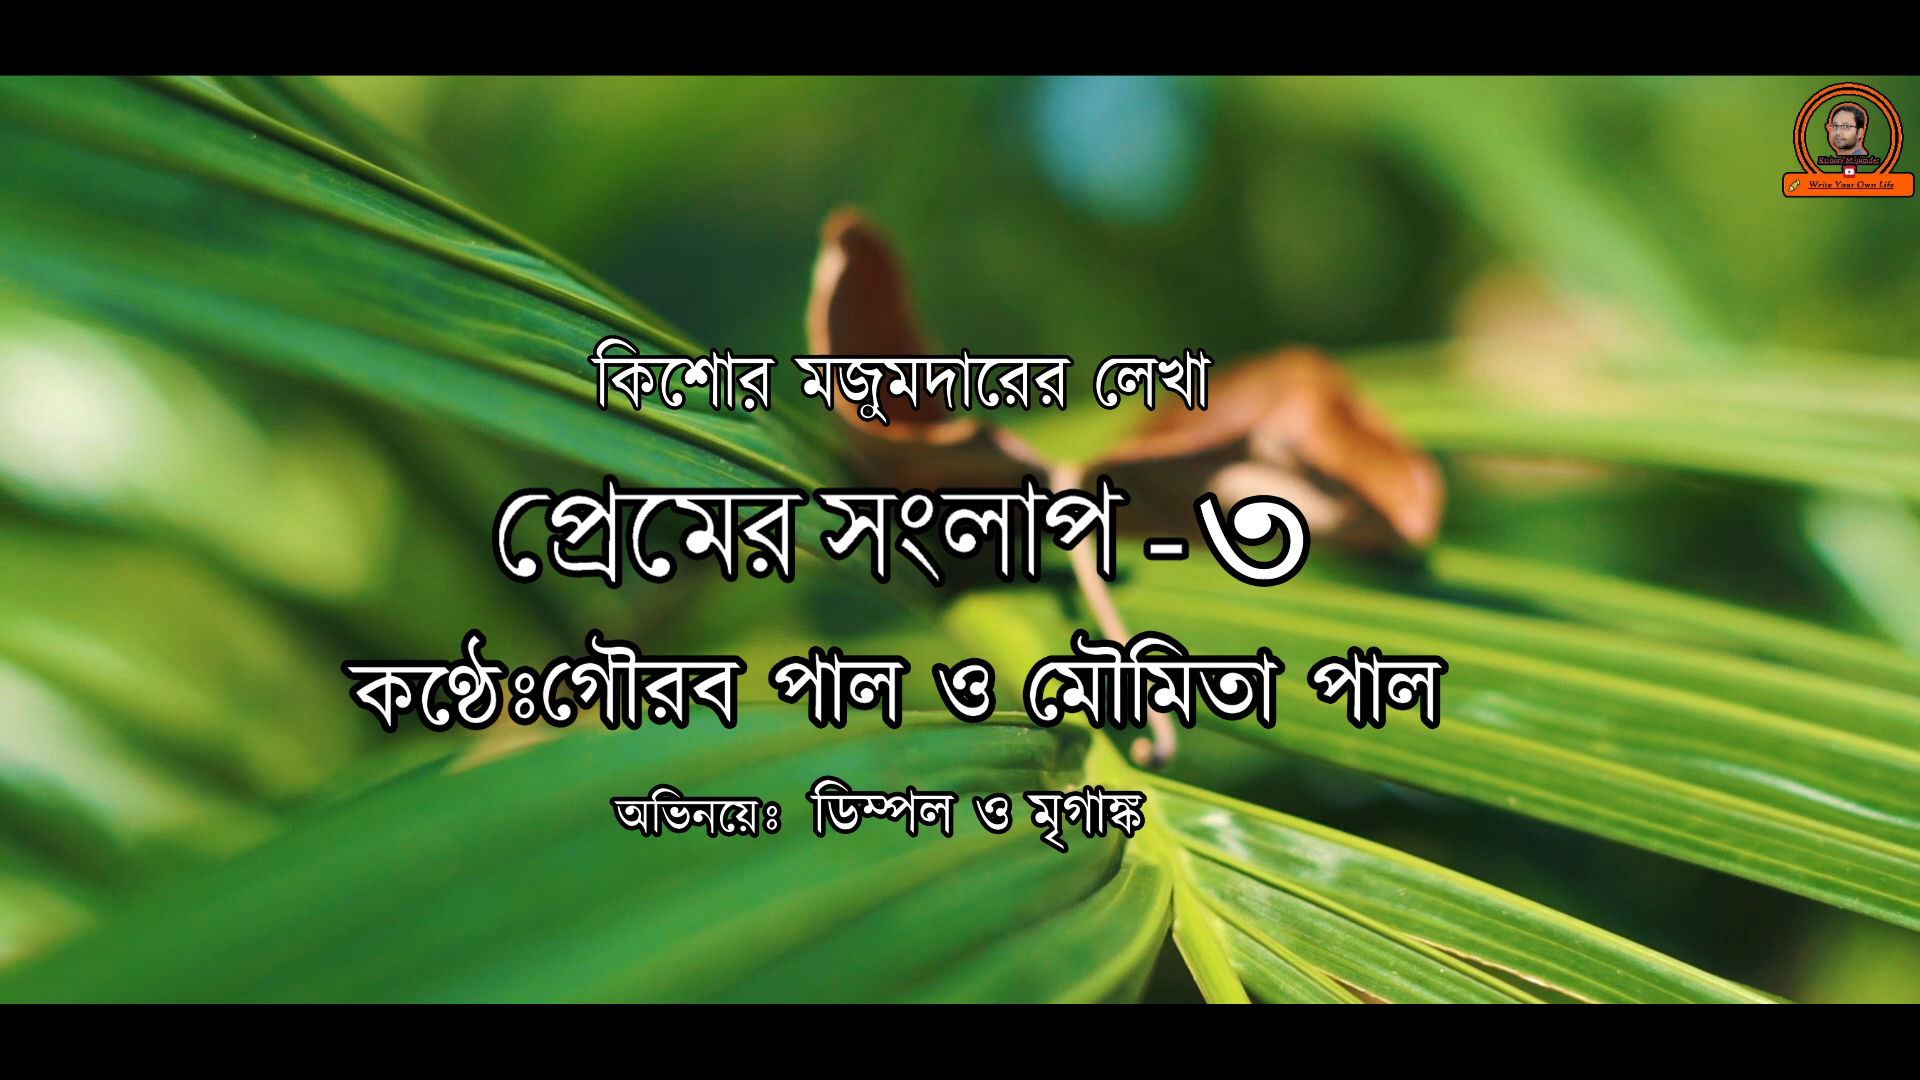 কিশোর মজুমদারের লেখা
প্রেমের সংলাপ - ৩
কণ্ঠেঃগৌরব পাল ও মৌমিতা পাল
অভিনয়েঃ ডিম্পল ও মৃগাঙ্ক
Write Your Own Life